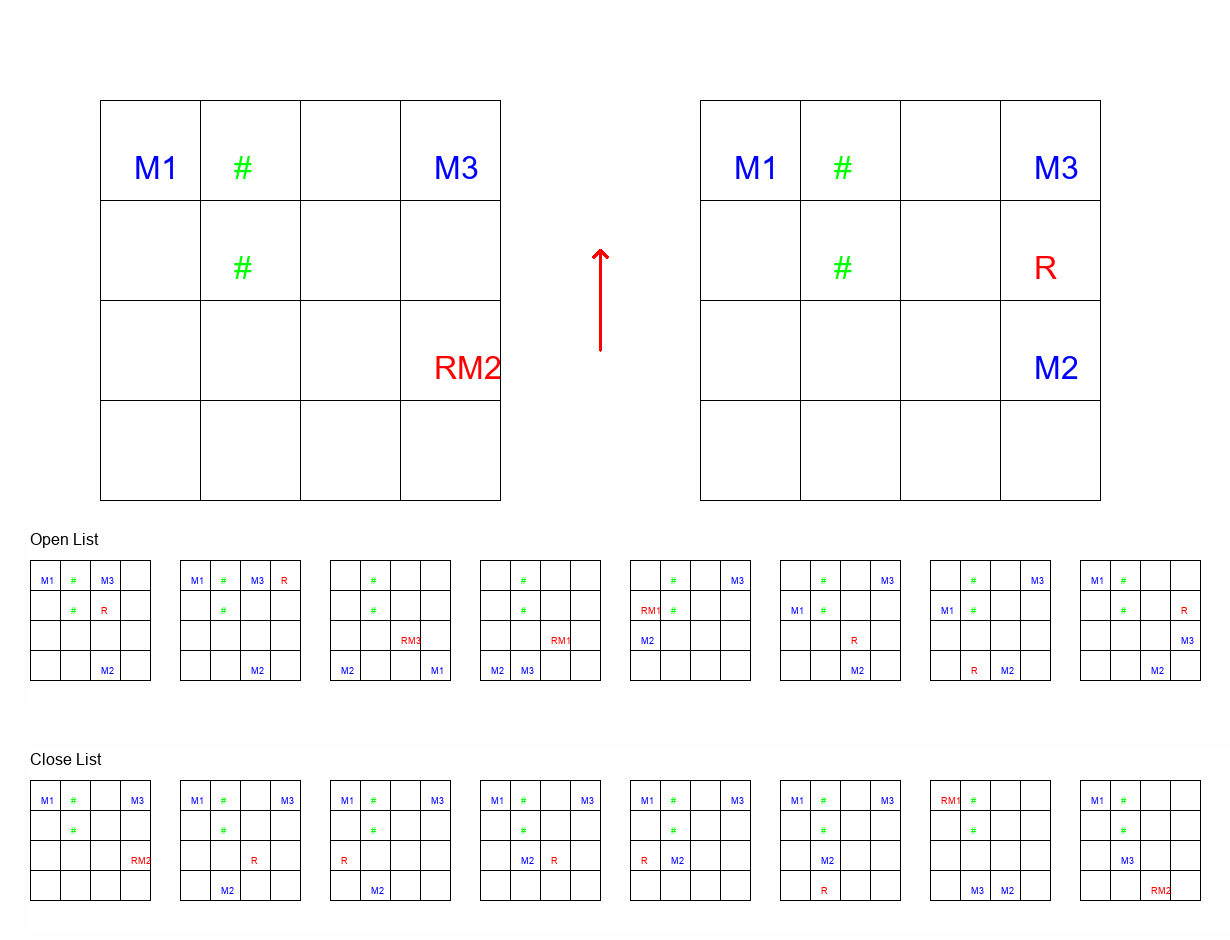 M1 # M3 M1 # M3
# # R
RM2 M2
Open List
M1 # M3 M1 # M3 R # # # M3 # M3 # M3 M1 #
# R # # # RM1 # M1 # M1 # # R
RM3 RM1 M2 R M3
M2 M2 M2 M1 M2 M3 M2 R M2 M2
Close List
M1 # M3 M1 # M3 M1 # M3 M1 # M3 M1 # M3 M1 # M3 RM1 # M1 #
# # # # # # # #
RM2 R R M2 R R M2 M2 M3
M2 M2 R M3 M2 RM2